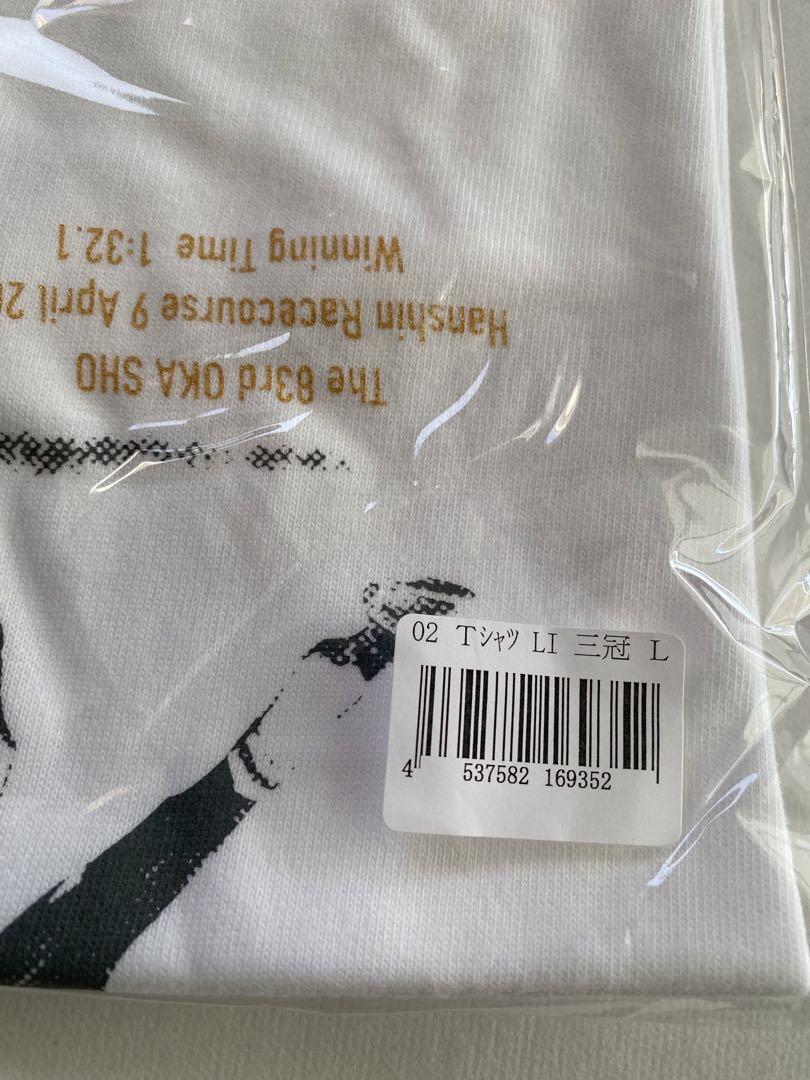 The 83rd OKA SHO
Hanshin Racecourse 9 April
Winning Time 1:32.1
02 Tｼｬﾂ LI 三冠 L
4 537582 169352